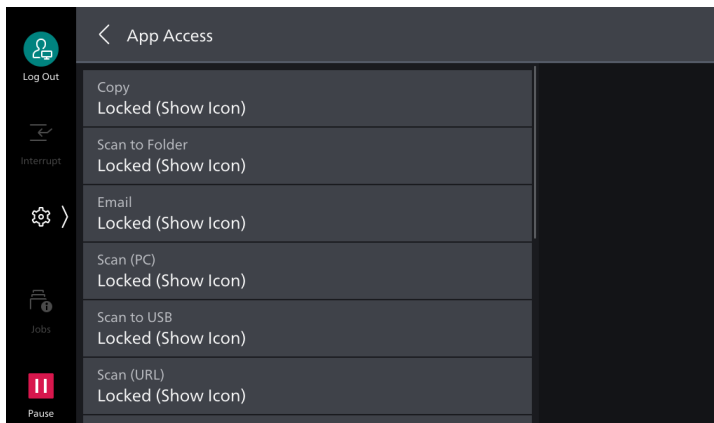 App Access
Log Out
Copy
Locked (Show Icon)
Interrupt
Scan to Folder
Locked (Show Icon)
Email
Locked (Show Icon)
Scan (PC)
Locked (Show Icon)
Jobs
Scan to USB
Locked (Show Icon)
Scan (URL)
Locked (Show Icon)
Pause